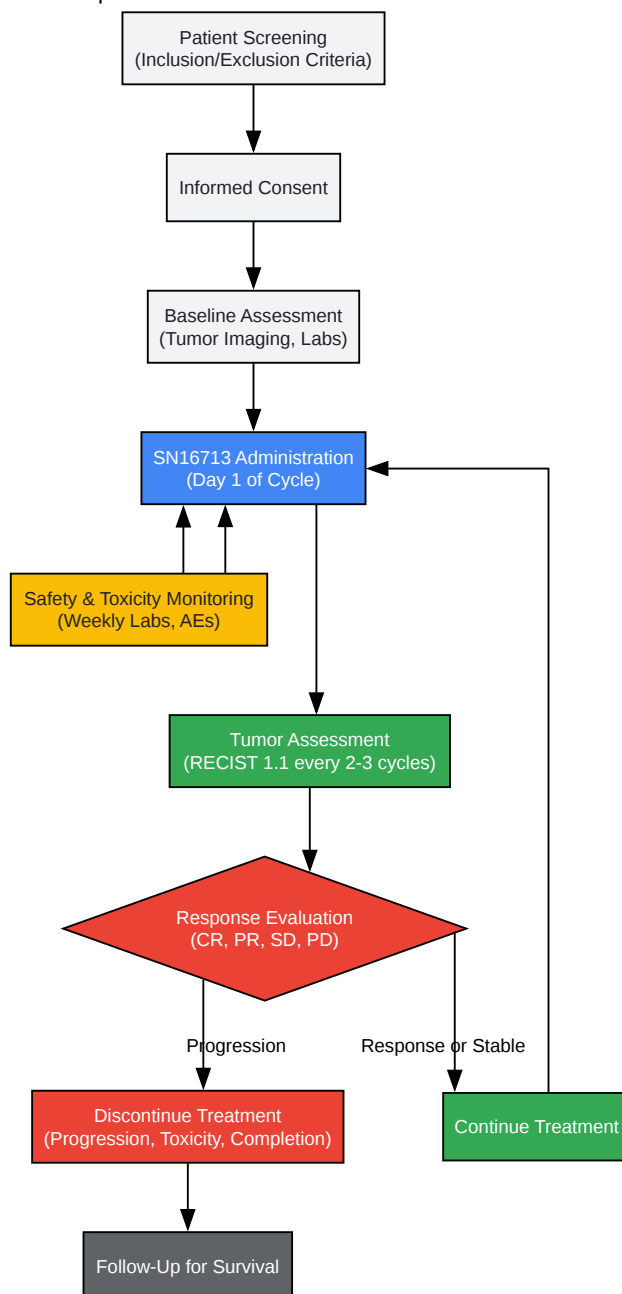 Patient Screening
(Inclusion/Exclusion Criteria)
Informed Consent
Baseline Assessment
(Tumor Imaging, Labs)
SN16713 Administration
(Day 1 of Cycle)
Safety & Toxicity Monitoring
(Weekly Labs, AEs)
Tumor Assessment
(RECIST 1.1 every 2-3 cycles)
Response Evaluation
(CR, PR, SD, PD)
Progression
Response or Stable
Discontinue Treatment
(Progression, Toxicity, Completion)
Continue Treatment
Follow-Up for Survival